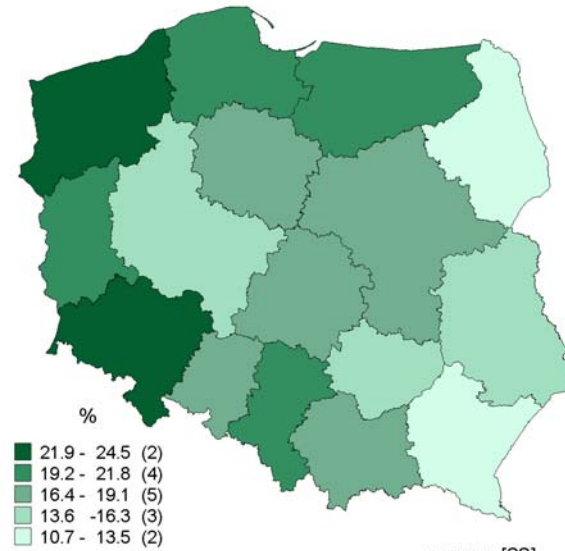 %
21.9 - 24.5 (2)
19.2 - 21.8 (4)
16.4 - 19.1 (5)
13.6 -16.3 (3)
10.7 - 13.5 (2)